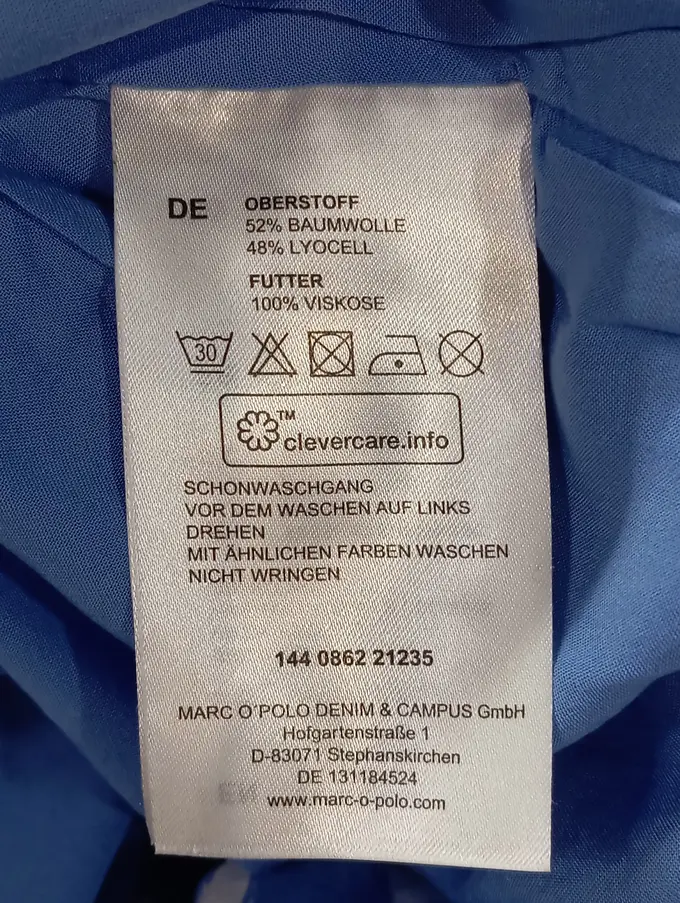 DE
OBERSTOFF
52% BAUMWOLLE
48% LYOCELL
FUTTER
100% VISKOSE
30
TM
clevercare.info
SCHONWASCHGANG
VOR DEM WASCHEN AUF LINKS
DREHEN
MIT ÄHNLICHEN FARBEN WASCHEN
NICHT WRINGEN
144 0862 21235
MARC O´POLO DENIM & CAMPUS GmbH
Hofgartenstraße 1
D-83071 Stephanskirchen
DE 131184524
www.marc-o-polo.com